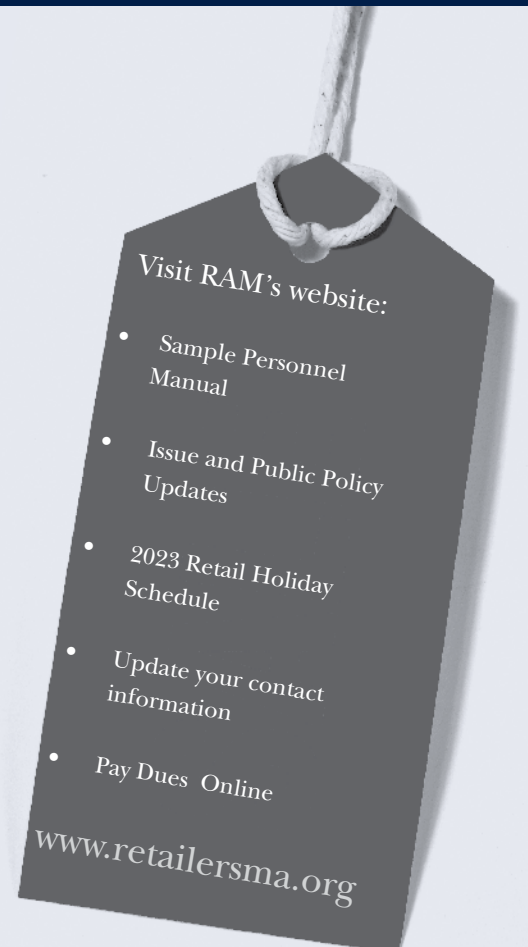 Visit RAM’s website:
• Sample Personnel
Manual
• Issue and Public Policy
Updates
• 2023 Retail Holiday
Schedule
• Update your contact
information
• Pay Dues  Online
www.retailersma.org